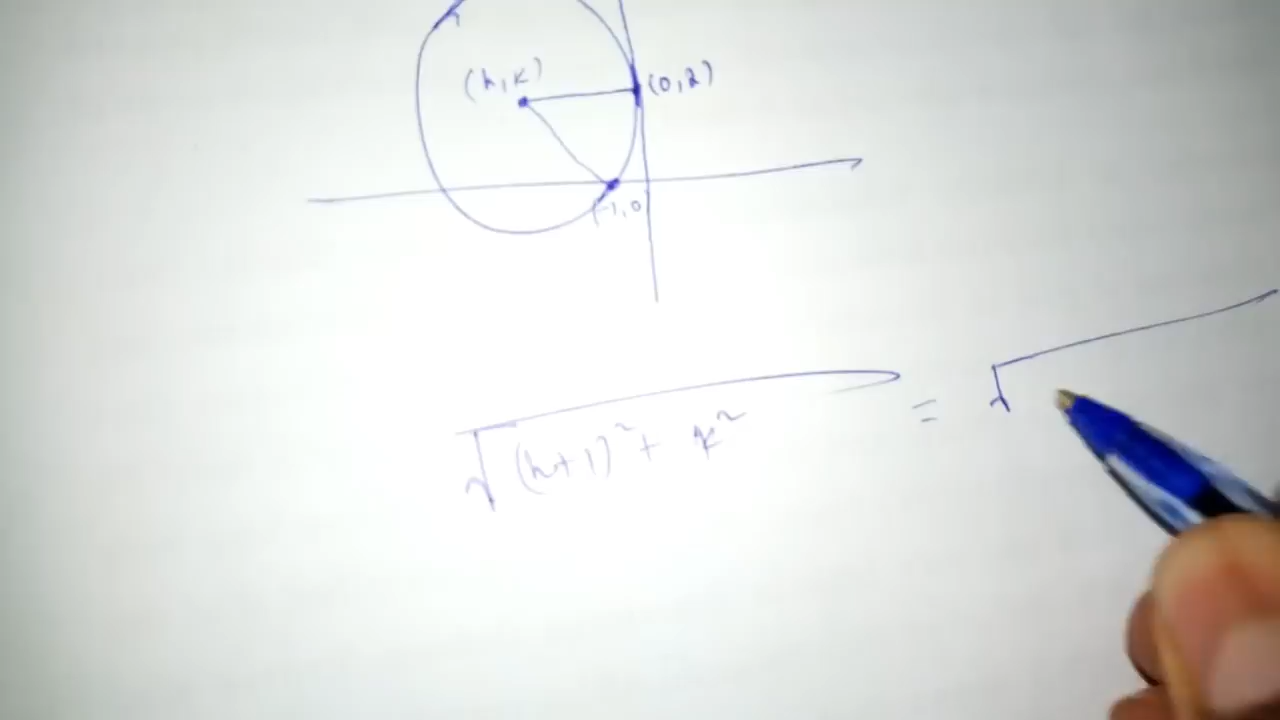 (h,k)
(0,2)
(-1,0
√(h+1)² + k² = √